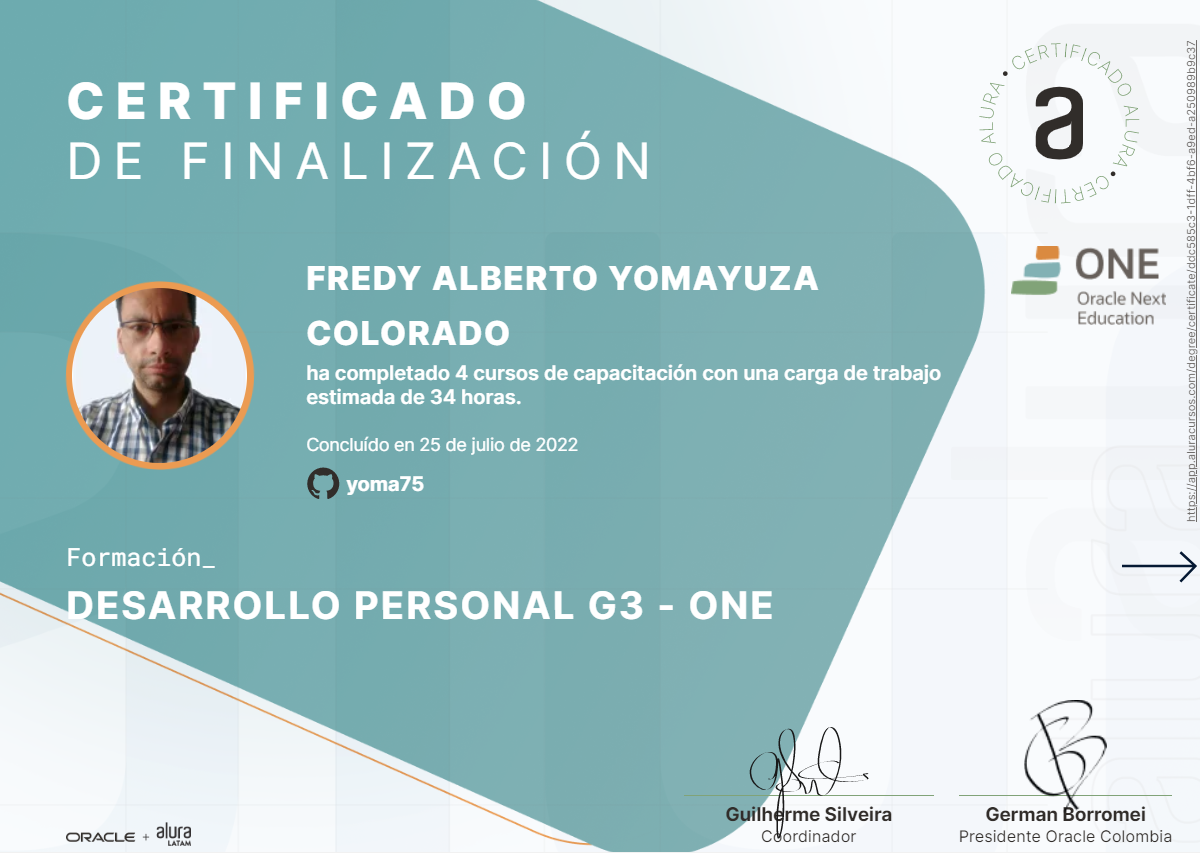 CERTIFICADO
DE FINALIZACIÓN
CERTIFICADO ALURA • CERTIFICADO ALURA •
a
ONE
Oracle Next
Education
https://app.aluracursos.com/degree/certificate/ddc585c3-1dff-4bf6-a9ed-a250989b9c37
FREDY ALBERTO YOMAYUZA
COLORADO
ha completado 4 cursos de capacitación con una carga de trabajo
estimada de 34 horas.
Concluído en 25 de julio de 2022
yoma75
Formación_
DESARROLLO PERSONAL G3 - ONE
Guilherme Silveira
Coordinador
German Borromei
Presidente Oracle Colombia
ORACLE + alura
LATAM